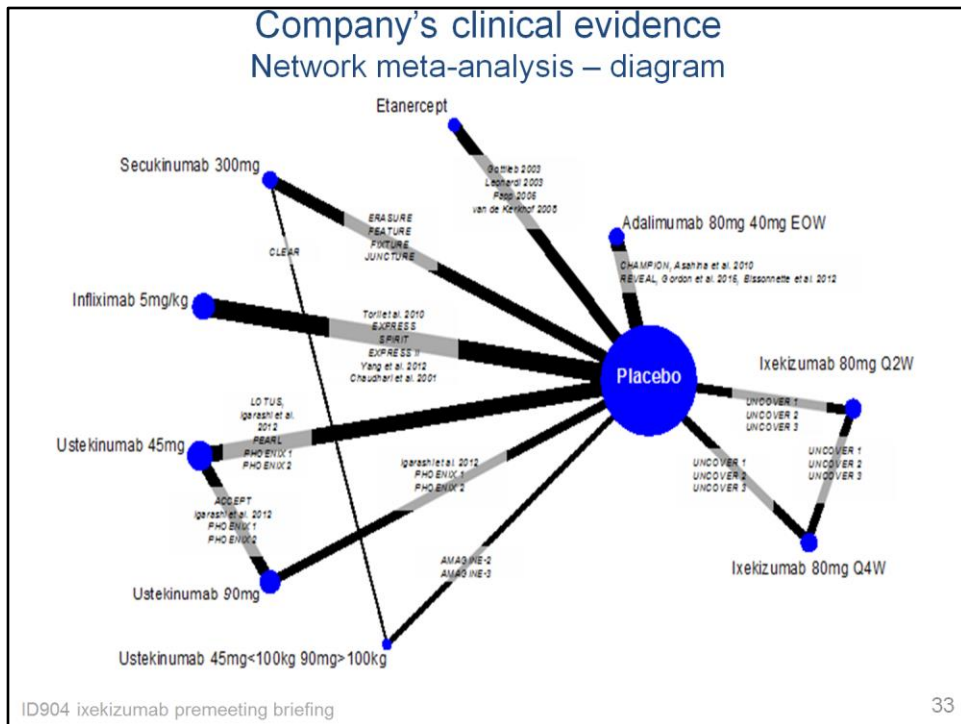 Company's clinical evidence
Network meta-analysis – diagram
Etanercept
Secukinumab 300mg
Gottlieb 2003
Leonardi 2003
Papp 2005
van de Kerkhof 2008
Adalimumab 80mg 40mg EOW
ERASURE
FEATURE
FIXTURE
JUNCTURE
CLEAR
CHAMPION, Asahina et al. 2010
REVEAL, Gordon et al. 2015, Bissonnette et al. 2012
Infliximab 5mg/kg
Torii et al. 2010
EXPRESS
SPIRIT
EXPRESS II
Yang et al. 2012
Chaudhari et al. 2001
Placebo
Ixekizumab 80mg Q2W
UNCOVER 1
UNCOVER 2
UNCOVER 3
LOTUS,
Igarashi et al.
2012
PEARL
PHOENIX 1
PHOENIX 2
Ustekinumab 45mg
Igarashi et al. 2012
PHOENIX 1
PHOENIX 2
UNCOVER 1
UNCOVER 2
UNCOVER 3
UNCOVER 1
UNCOVER 2
UNCOVER 3
ACCEPT
Igarashi et al.
2012
PHOENIX 1
PHOENIX 2
Ixekizumab 80mg Q4W
AMAGINE-2
AMAGINE-3
Ustekinumab 90mg
Ustekinumab 45mg<100kg 90mg>100kg
ID904 ixekizumab premeeting briefing
33